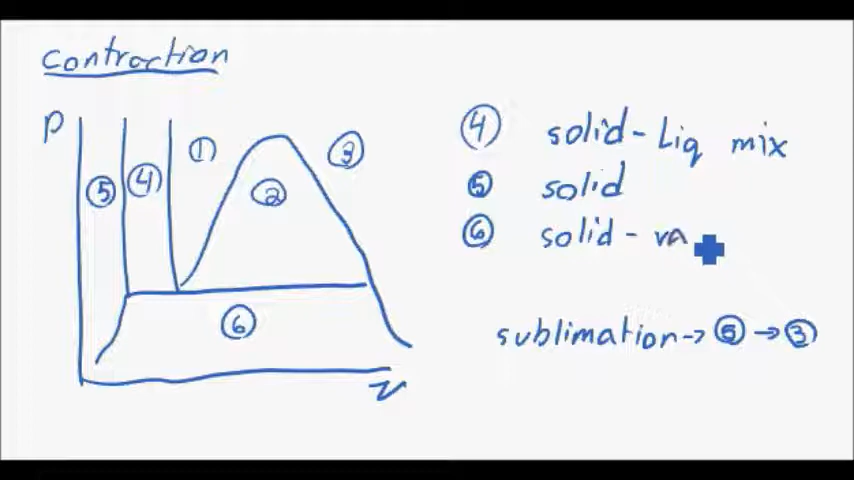 contraction
P
⑤ ④ ① ② ③
⑥
v
④ solid - Liq mix
⑤ solid
⑥ solid - va
sublimation → ⑤ → ③